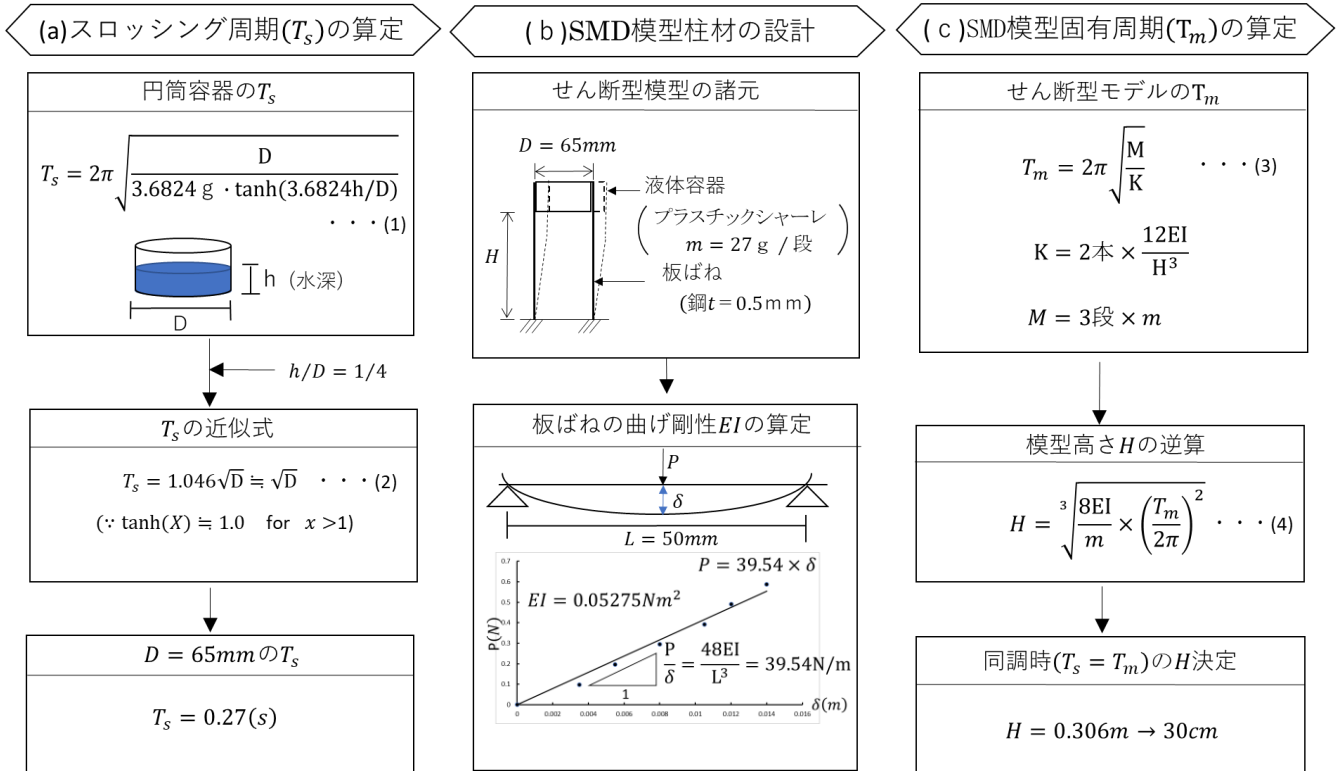 (a)スロッシング周期(T_s)の算定
円筒容器のT_s
T_s = 2π√(D / (3.6824 g・tanh(3.6824h/D)))
・・・(1)
h (水深)
D
h/D = 1/4
T_sの近似式
T_s = 1.046√D ≒ √D ・・・(2)
(∵ tanh(X) ≒ 1.0 for x >1)
D = 65mmのT_s
T_s = 0.27(s)
(b)SMD模型柱材の設計
せん断型模型の諸元
D = 65mm
液体容器
(プラスチックシャーレ
m = 27 g / 段)
H
板ばね
(鋼t = 0.5mm)
板ばねの曲げ剛性EIの算定
P
δ
L = 50mm
P = 39.54 × δ
EI = 0.05275Nm²
P/δ = 48EI/L³ = 39.54N/m
1
P(N)
0.7
0.6
0.5
0.4
0.3
0.2
0.1
0
0 0.002 0.004 0.006 0.008 0.01 0.012 0.014 0.016
δ(m)
(c)SMD模型固有周期(T_m)の算定
せん断型モデルのT_m
T_m = 2π√(M/K) ・・・(3)
K = 2本 × 12EI/H³
M = 3段 × m
模型高さHの逆算
H = ³√(8EI/m × (T_m/2π)²) ・・・(4)
同調時(T_s = T_m)のH決定
H = 0.306m → 30cm